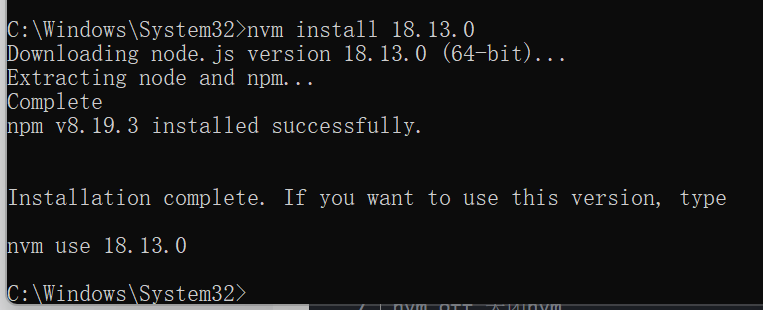 C:\Windows\System32>nvm install 18.13.0
Downloading node.js version 18.13.0 (64-bit)...
Extracting node and npm...
Complete
npm v8.19.3 installed successfully.
Installation complete. If you want to use this version, type
nvm use 18.13.0
C:\Windows\System32>